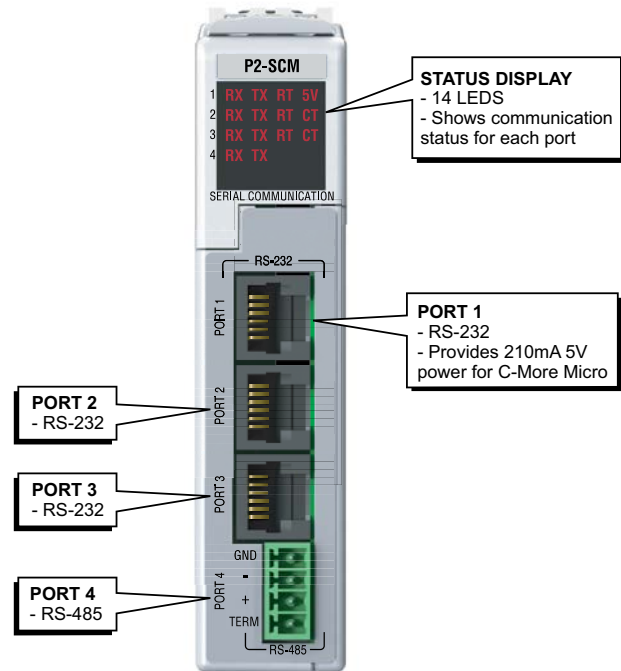 P2-SCM
1 RX TX RT 5V
2 RX TX RT CT
3 RX TX RT CT
4 RX TX
SERIAL COMMUNICATION
STATUS DISPLAY
- 14 LEDS
- Shows communication
status for each port
RS-232
PORT 1
PORT 1
- RS-232
- Provides 210mA 5V
power for C-More Micro
PORT 2
- RS-232
PORT 2
PORT 3
- RS-232
PORT 3
PORT 4
- RS-485
PORT 4
GND
-
+
TERM
RS-485